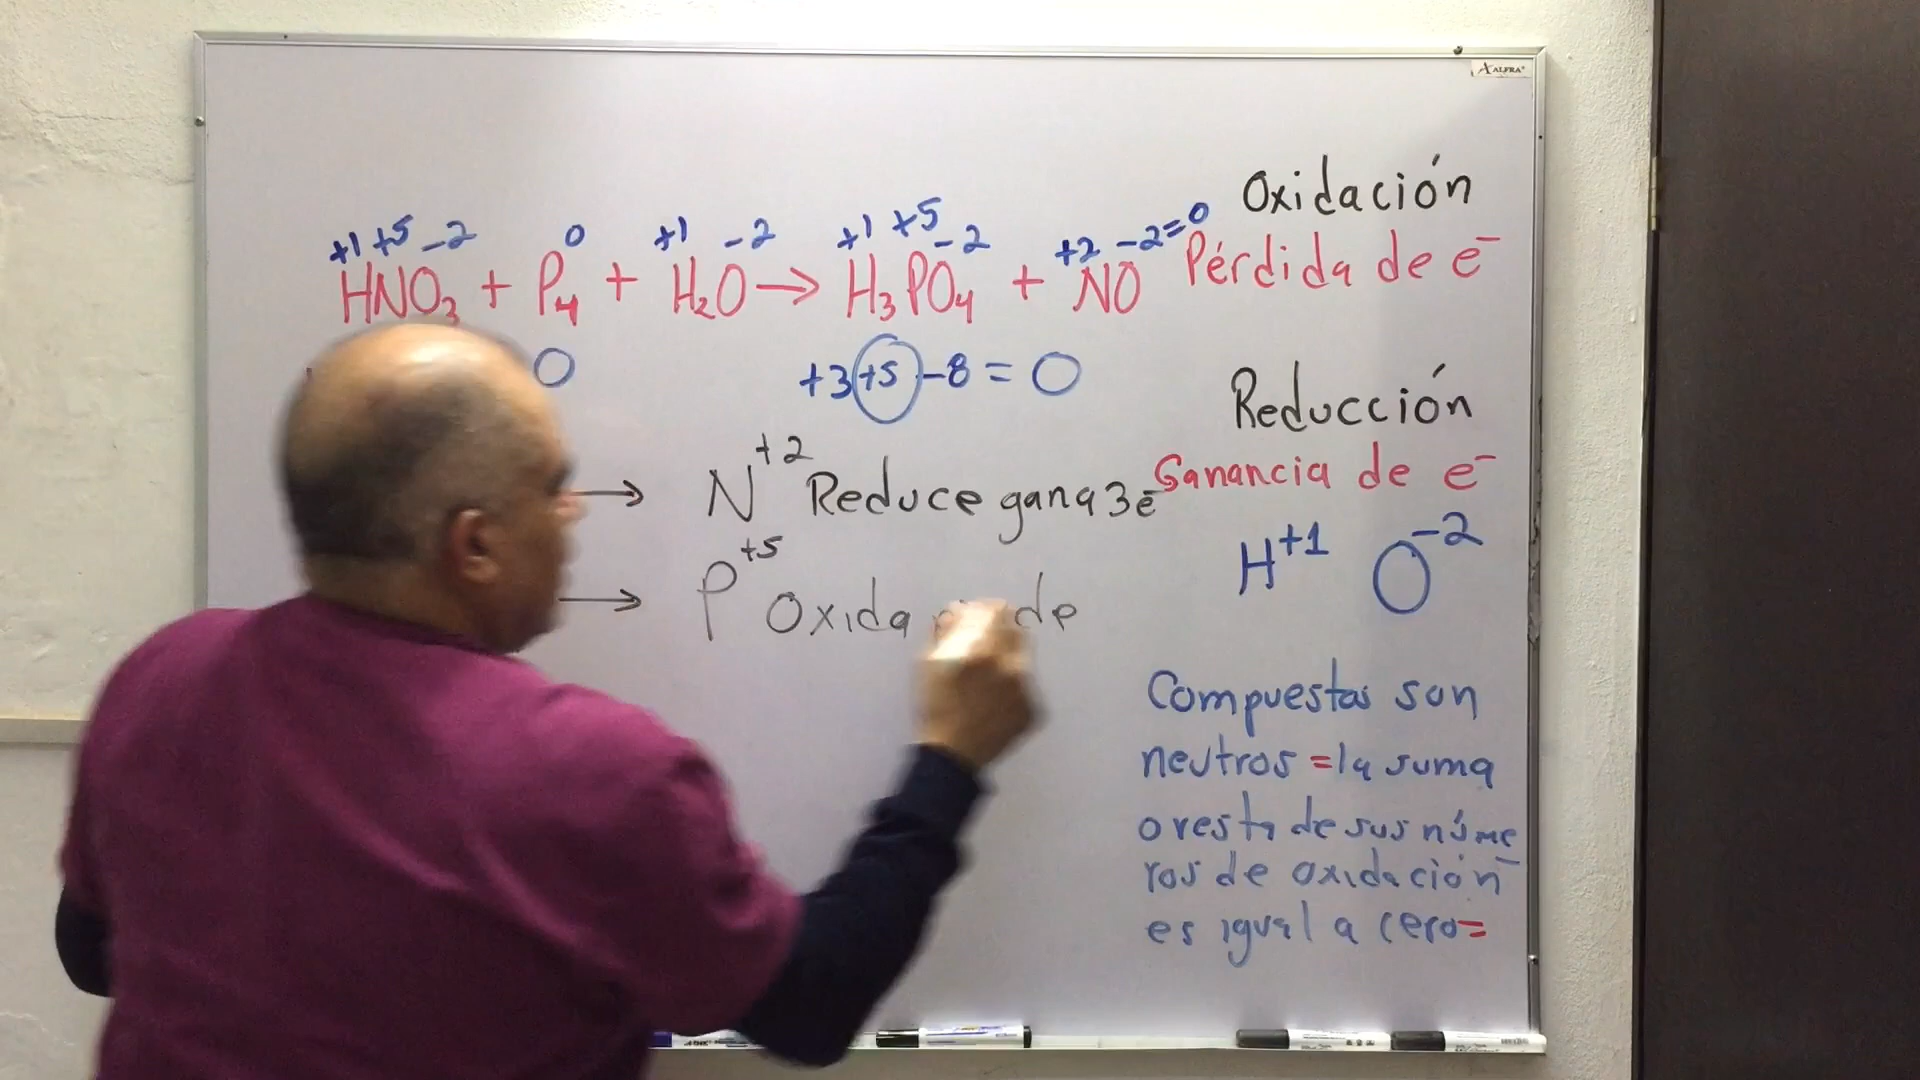 ALFRA
Oxidación
+1 +5 -2 0 +1 -2 +1 +5 -2 +2 -2=0
HNO3 + P4 + H2O → H3PO4 + NO
Pérdida de e-
0 +3 +5 -8 = 0
Reducción
→ N+2 Reduce gana 3e-
Ganancia de e-
→ P+5 Oxida de
H+1 O-2
Compuestos son
neutros =la suma
o resta de sus núme
ros de oxidación
es igual a cero=